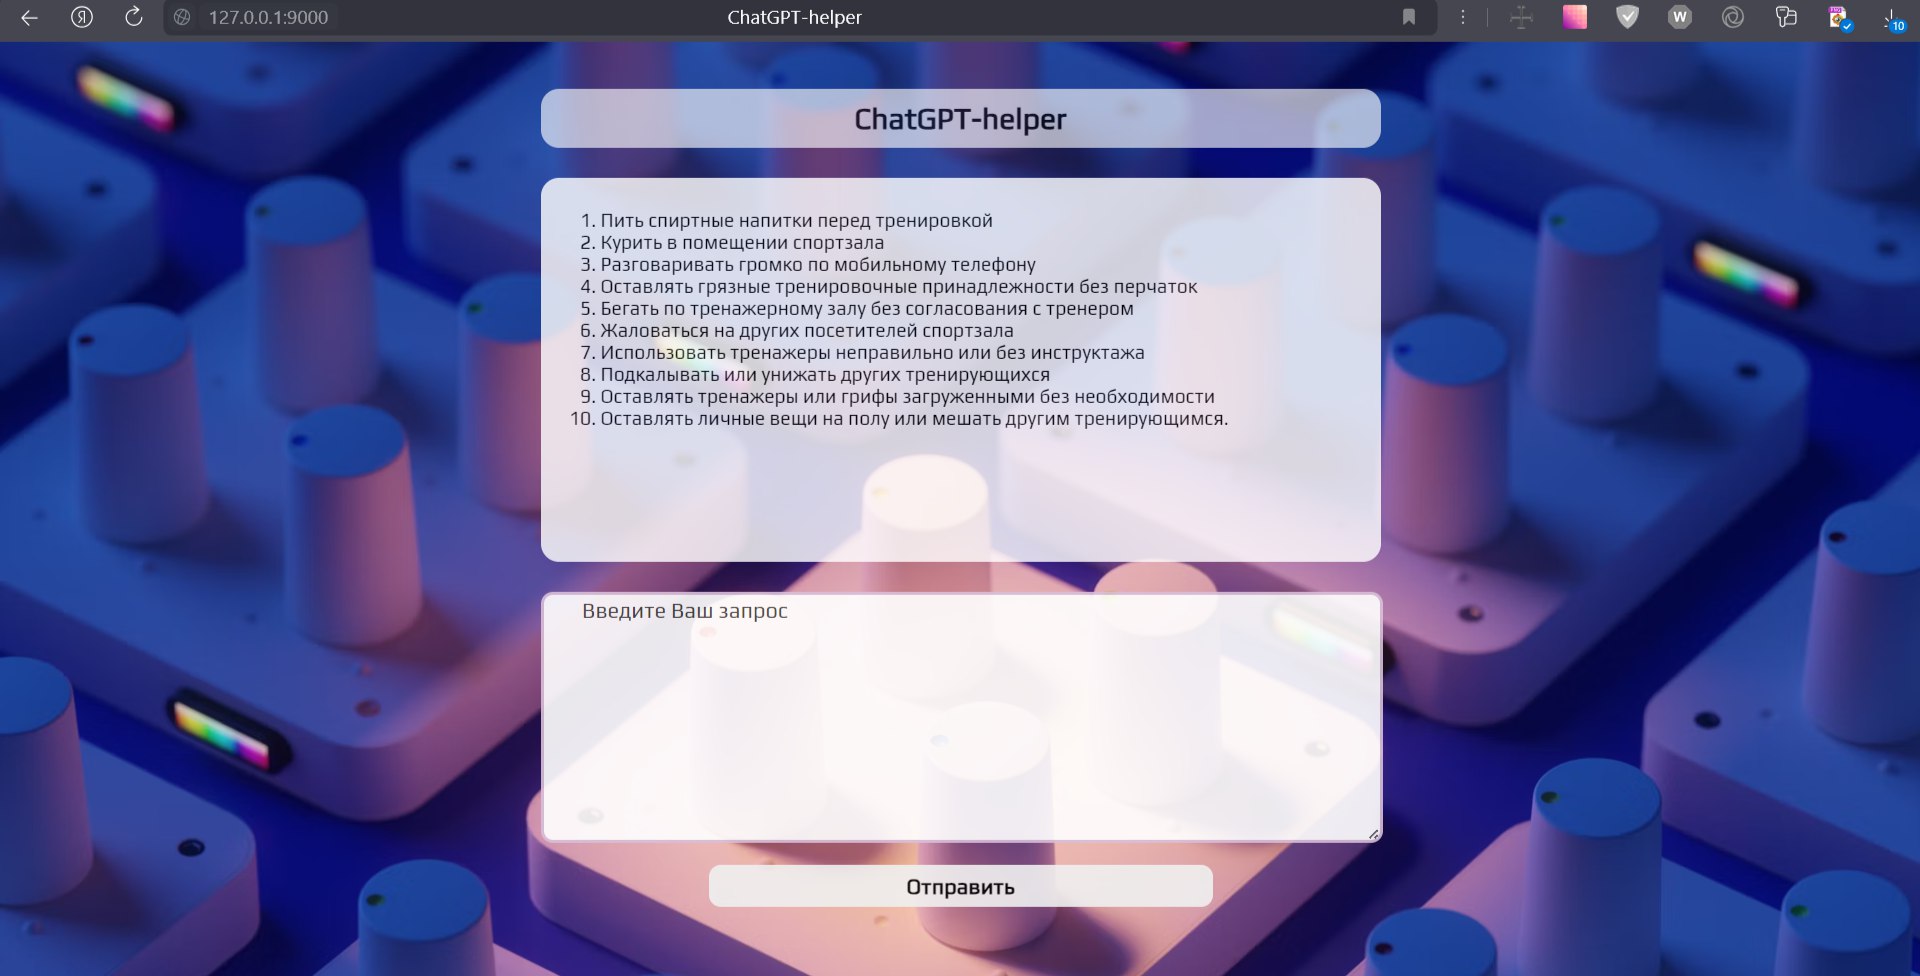 127.0.0.1:9000
ChatGPT-helper
W
10
ChatGPT-helper
1. Пить спиртные напитки перед тренировкой
2. Курить в помещении спортзала
3. Разговаривать громко по мобильному телефону
4. Оставлять грязные тренировочные принадлежности без перчаток
5. Бегать по тренажерному залу без согласования с тренером
6. Жаловаться на других посетителей спортзала
7. Использовать тренажеры неправильно или без инструктажа
8. Подкалывать или унижать других тренирующихся
9. Оставлять тренажеры или грифы загруженными без необходимости
10. Оставлять личные вещи на полу или мешать другим тренирующимся.
Введите Ваш запрос
Отправить